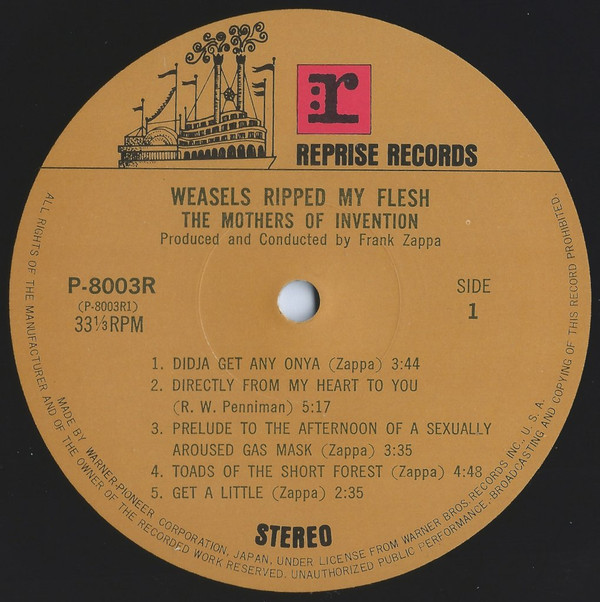 r
REPRISE RECORDS
WEASELS RIPPED MY FLESH
THE MOTHERS OF INVENTION
Produced and Conducted by Frank Zappa
P-8003R
(P-8003R1)
33⅓RPM
SIDE
1
1. DIDJA GET ANY ONYA (Zappa) 3:44
2. DIRECTLY FROM MY HEART TO YOU
(R. W. Penniman) 5:17
3. PRELUDE TO THE AFTERNOON OF A SEXUALLY
AROUSED GAS MASK (Zappa) 3:35
4. TOADS OF THE SHORT FOREST (Zappa) 4:48
5. GET A LITTLE (Zappa) 2:35
STEREO
MADE BY WARNER-PIONEER CORPORATION, JAPAN, UNDER LICENSE FROM WARNER BROS. RECORDS INC. U. S. A.
ALL RIGHTS OF THE MANUFACTURER AND OF THE OWNER OF THE RECORDED WORK RESERVED. UNAUTHORIZED PUBLIC PERFORMANCE, BROADCASTING AND COPYING OF THIS RECORD PROHIBITED.